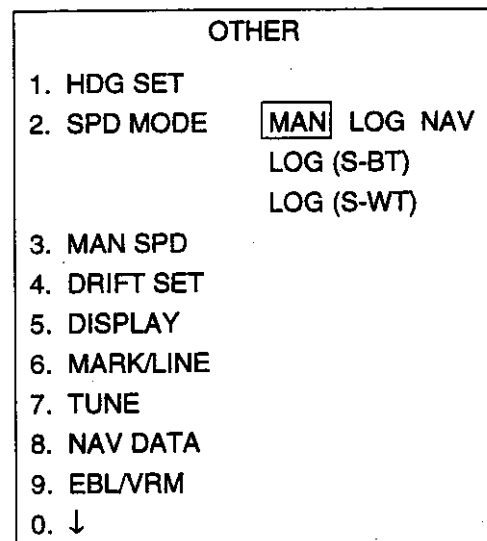 OTHER
1. HDG SET
2. SPD MODE MAN LOG NAV
LOG (S-BT)
LOG (S-WT)
3. MAN SPD
4. DRIFT SET
5. DISPLAY
6. MARK/LINE
7. TUNE
8. NAV DATA
9. EBL/VRM
0. ↓